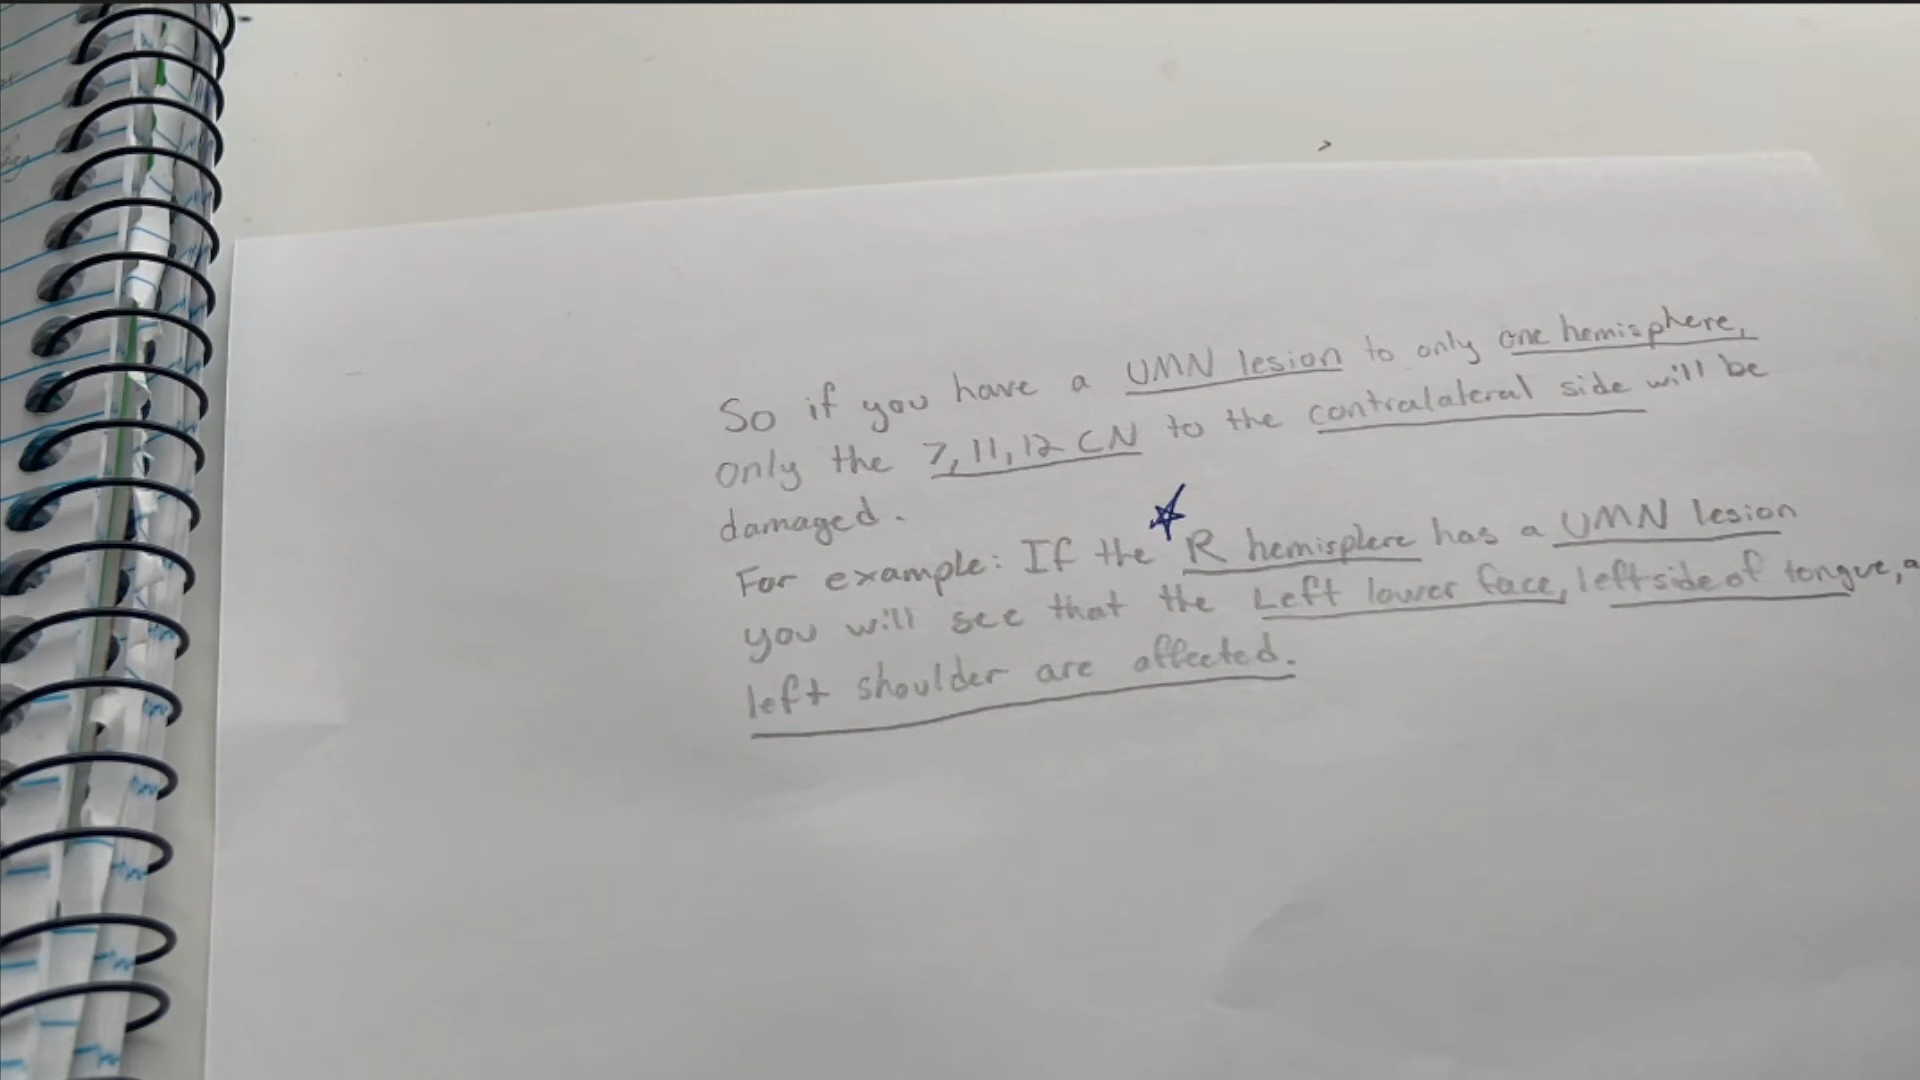 So if you have a UMN lesion to only one hemisphere,
only the 7, 11, 12 CN to the contralateral side will be
damaged.
For example: If the R hemisphere has a UMN lesion
you will see that the Left lower face, left side of tongue,
left shoulder are affected.